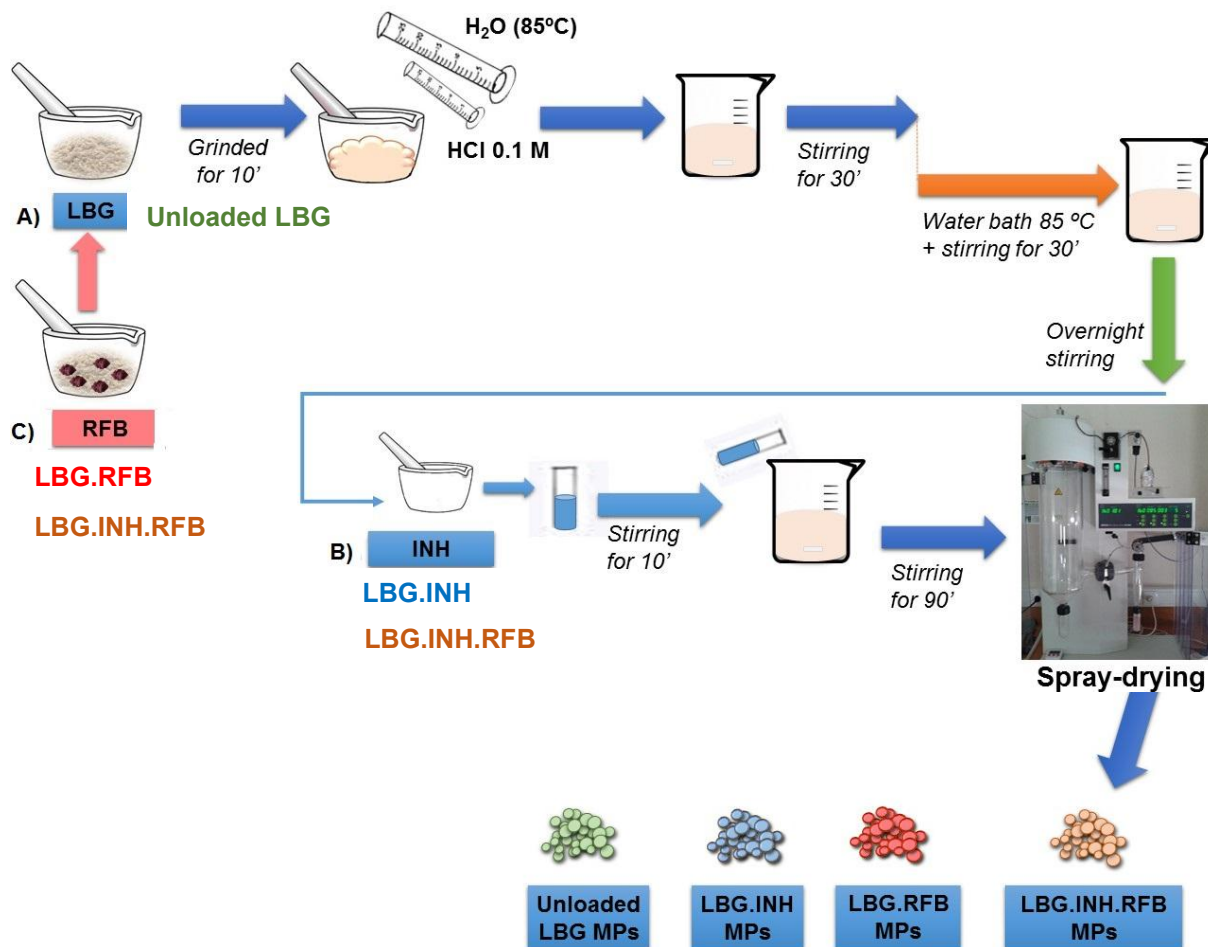 H₂O (85ºC)
HCl 0.1 M
Grinded
for 10’
Stirring
for 30’
A) LBG Unloaded LBG
Water bath 85 ºC
+ stirring for 30’
Overnight
stirring
C) RFB
LBG.RFB
LBG.INH.RFB
B) INH
LBG.INH
LBG.INH.RFB
Stirring
for 10’
Stirring
for 90’
Spray-drying
Unloaded
LBG MPs
LBG.INH
MPs
LBG.RFB
MPs
LBG.INH.RFB
MPs